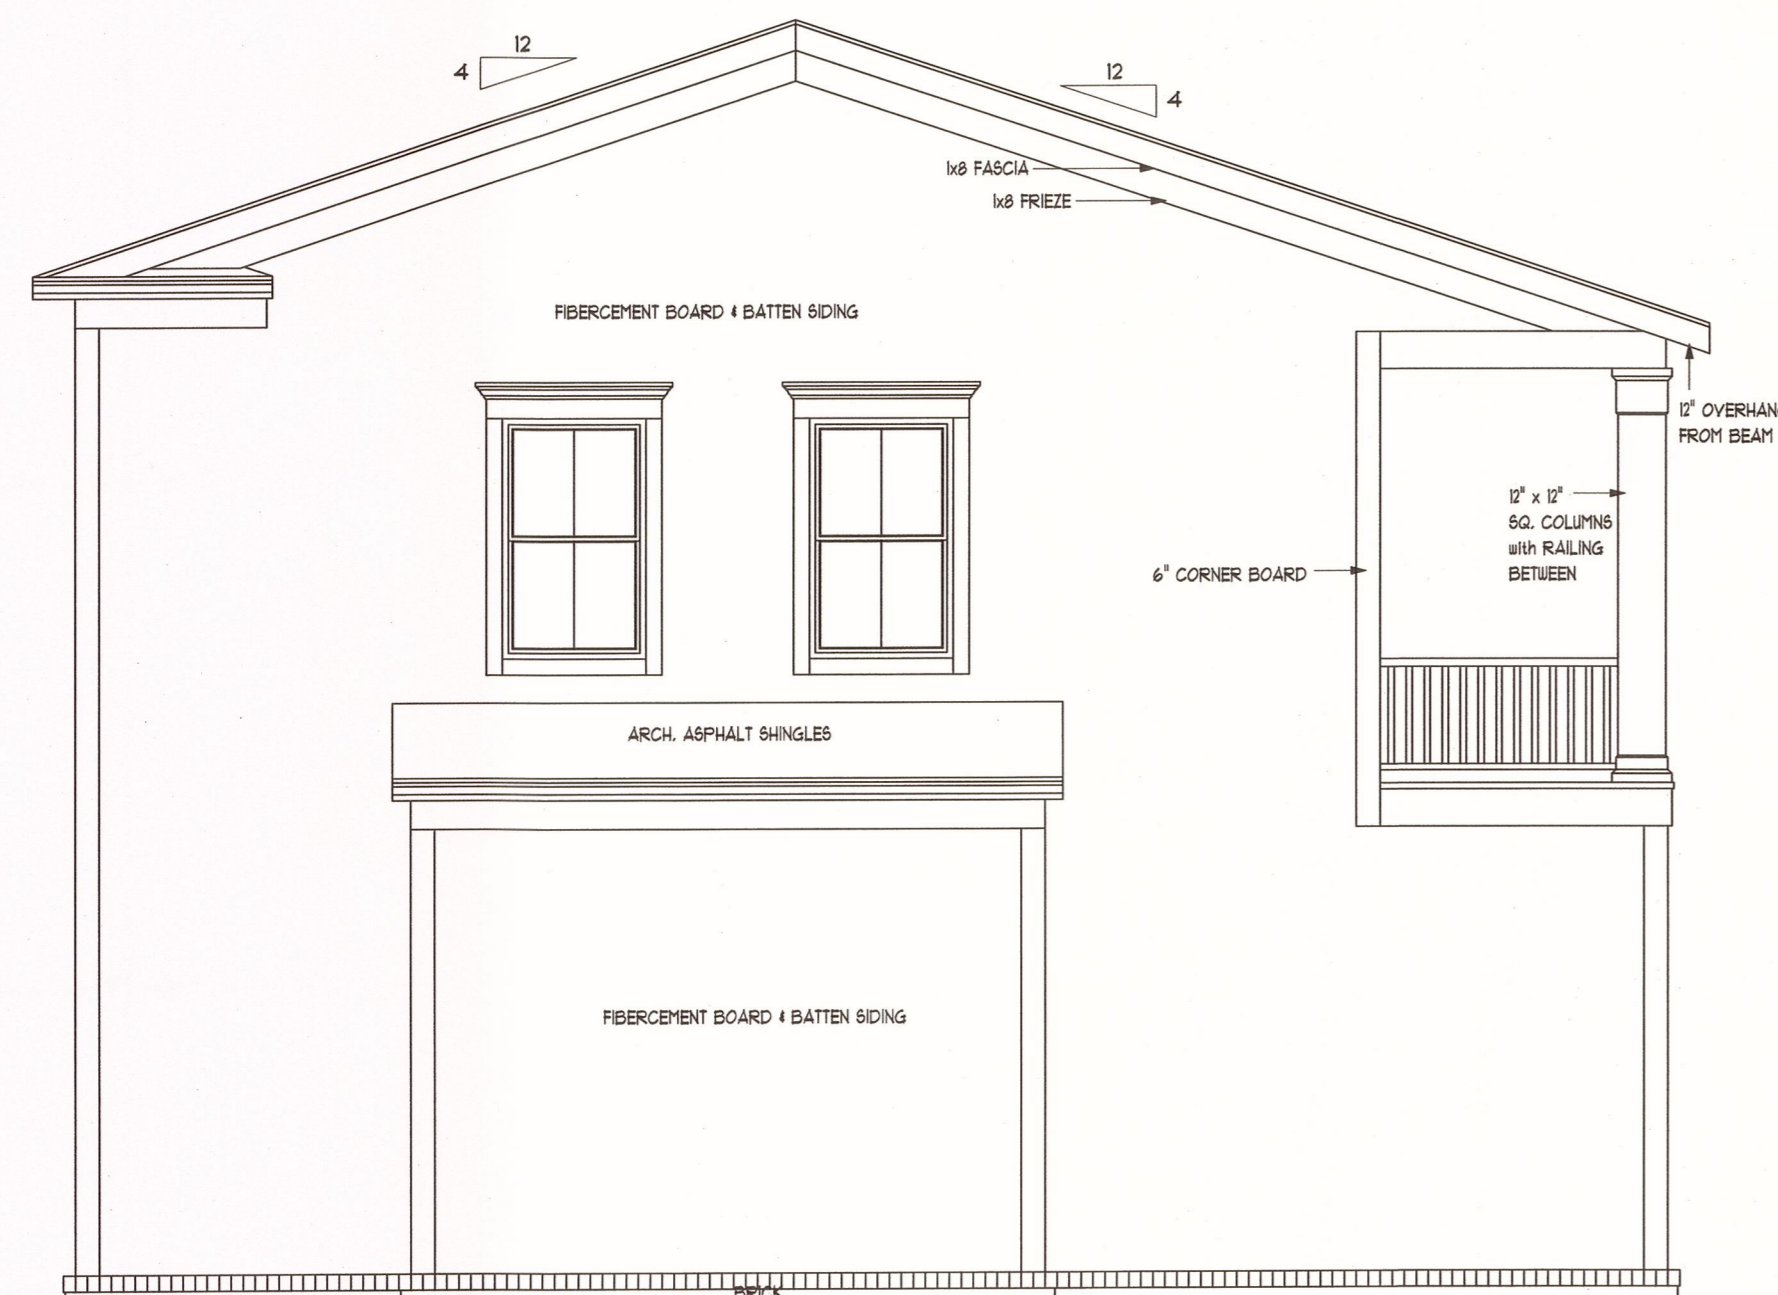 12
4
12
4
1x8 FASCIA
1x8 FRIEZE
FIBERCEMENT BOARD & BATTEN SIDING
12" OVERHAN
FROM BEAM
12" x 12"
SQ. COLUMNS
with RAILING
BETWEEN
6" CORNER BOARD
ARCH. ASPHALT SHINGLES
FIBERCEMENT BOARD & BATTEN SIDING
BRICK